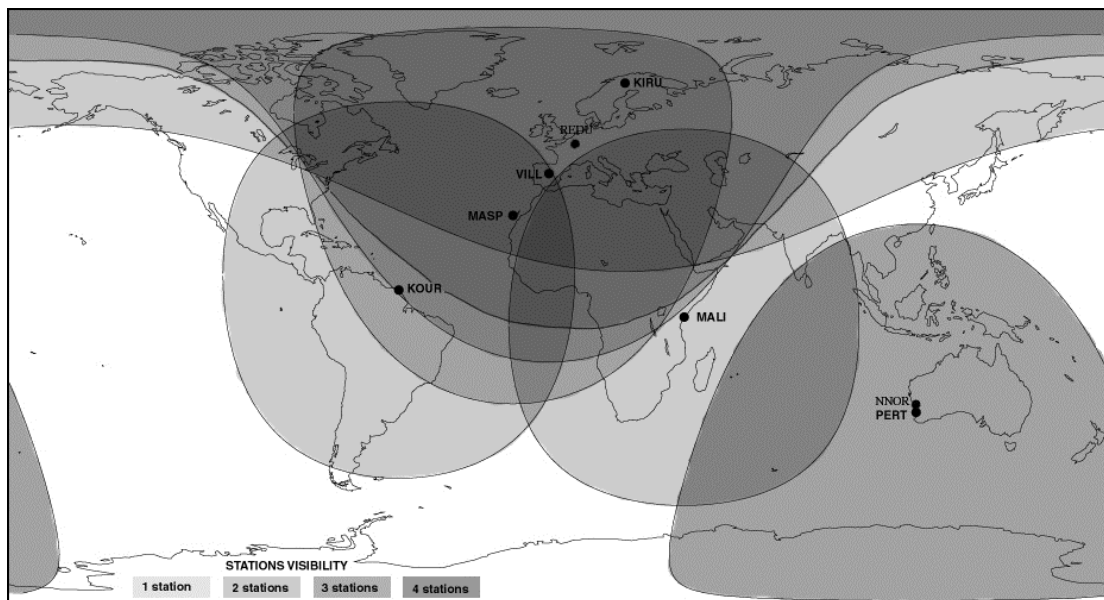 KIRU
REDU
VILL
MASP
KOUR
MALI
NNOR
PERT
STATIONS VISIBILITY
1 station
2 stations
3 stations
4 stations